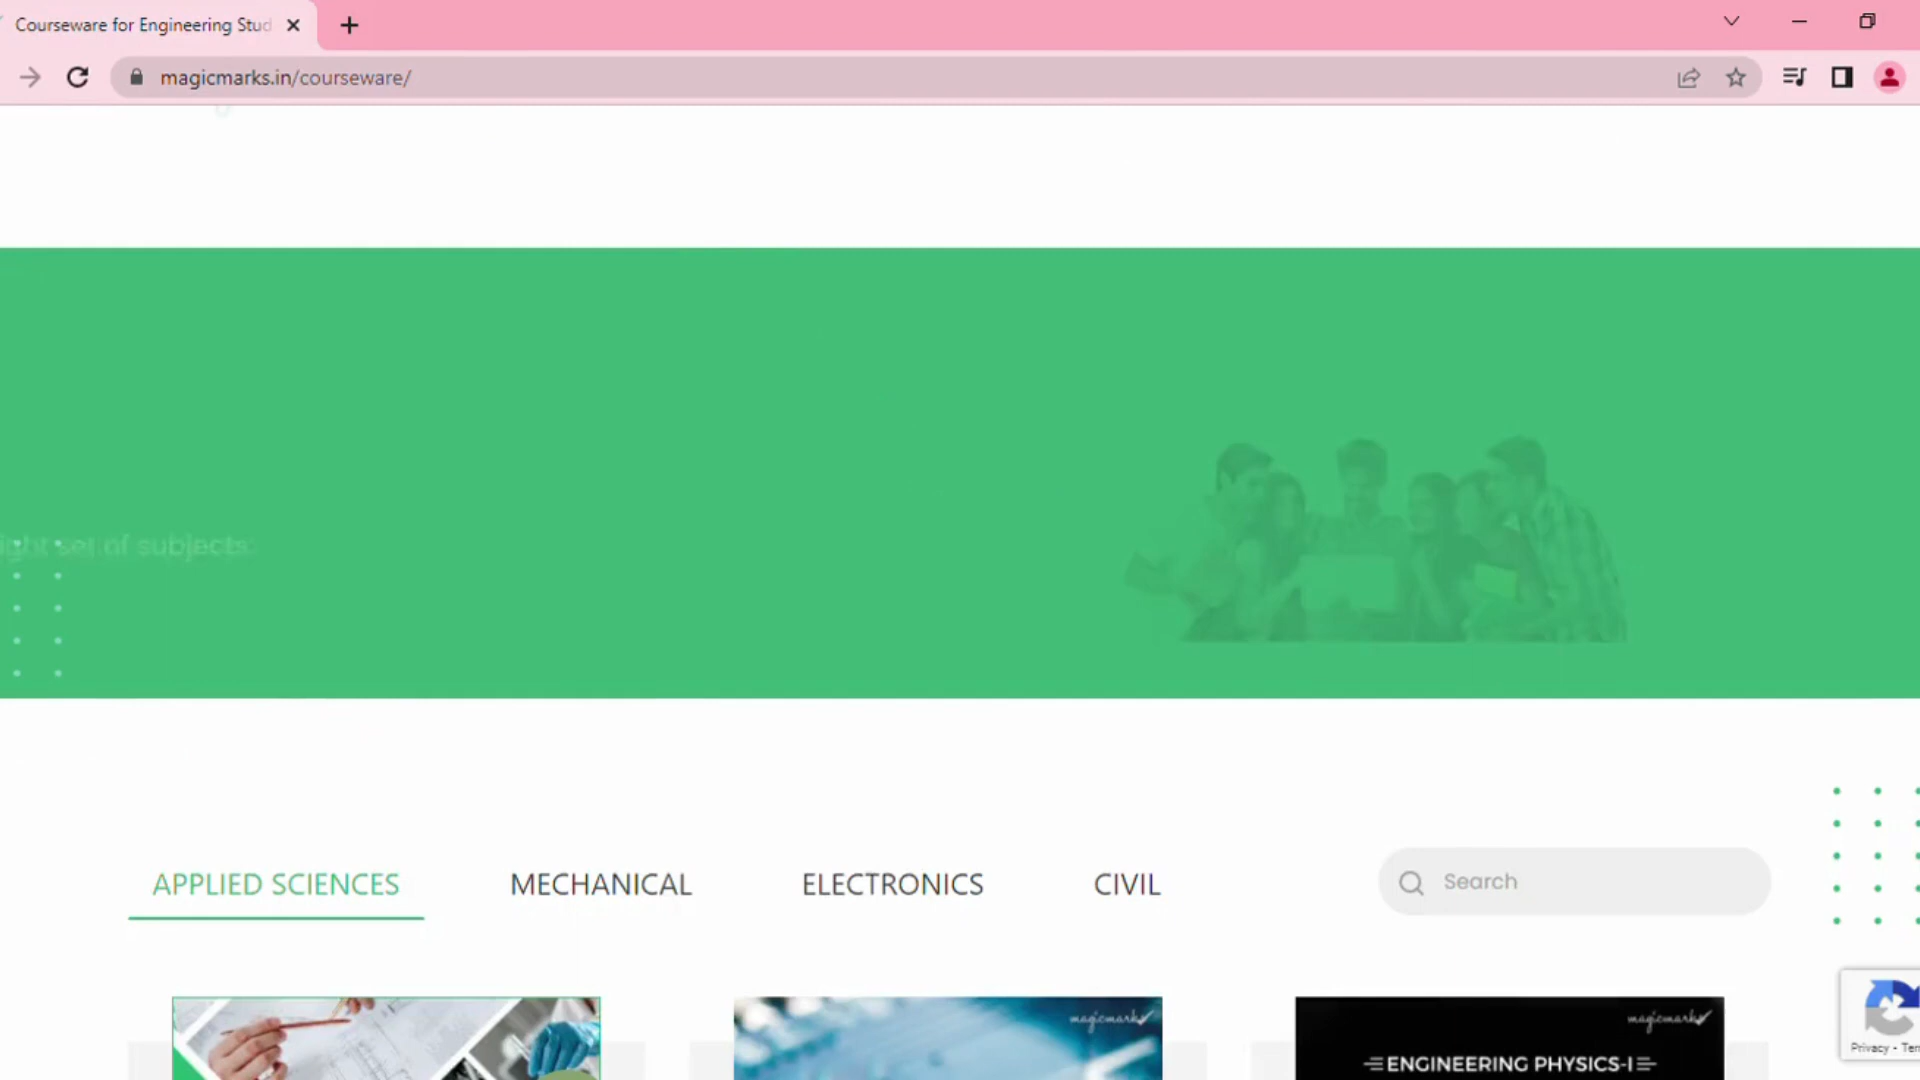 Courseware for Engineering Stud
magicmarks.in/courseware/
ight set of subjects
APPLIED SCIENCES
MECHANICAL
ELECTRONICS
CIVIL
Search
magicmarks
magicmarks
ENGINEERING PHYSICS-I
Privacy - Ter